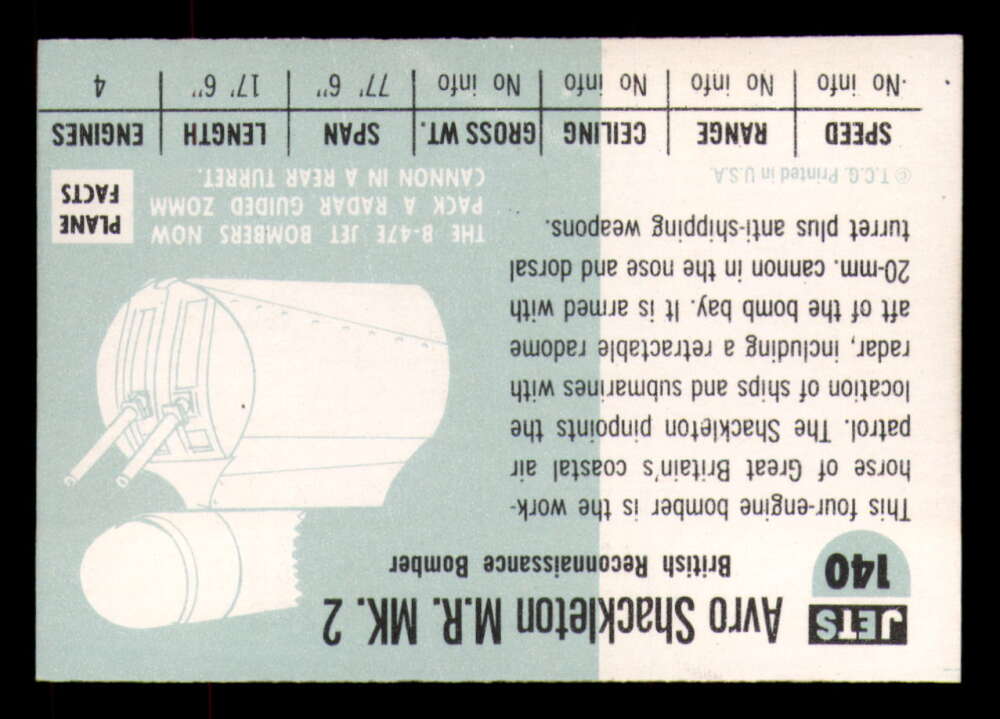 JETS
140
Avro Shackleton M.R. MK. 2
British Reconnaissance Bomber
This four-engine bomber is the work-
horse of Great Britain's coastal air
patrol. The Shackleton pinpoints the
location of ships and submarines with
radar, including a retractable radome
aft of the bomb bay. It is armed with
20-mm. cannon in the nose and dorsal
turret plus anti-shipping weapons.
© T.C.G. Printed in U.S.A.
PLANE
FACTS
THE B-47E JET BOMBERS NOW
PACK A RADAR GUIDED 20MM
CANNON IN A REAR TURRET.
SPEED RANGE CEILING GROSS WT. SPAN LENGTH ENGINES
No info No info No info No info 77' 6" 17' 6" 4